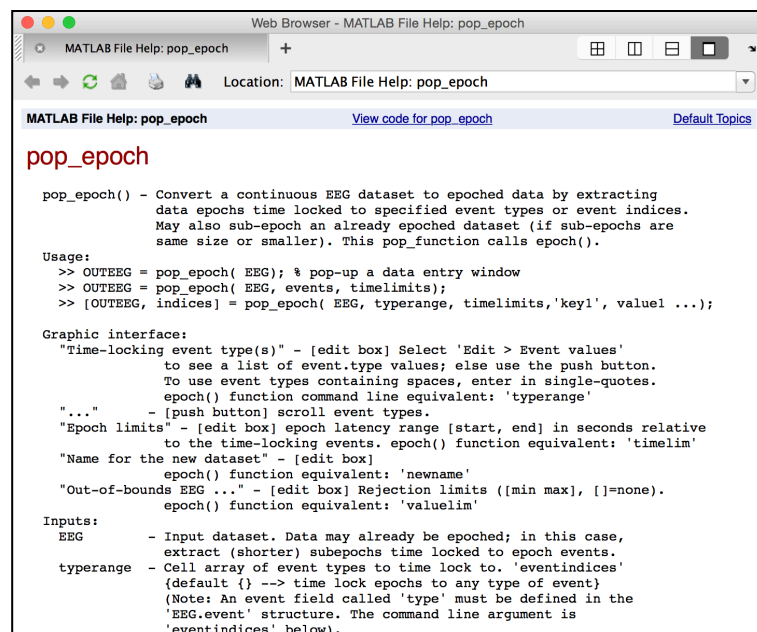 Web Browser - MATLAB File Help: pop_epoch
MATLAB File Help: pop_epoch
Location: MATLAB File Help: pop_epoch
MATLAB File Help: pop_epoch View code for pop_epoch Default Topics
pop_epoch
pop_epoch() - Convert a continuous EEG dataset to epoched data by extracting
data epochs time locked to specified event types or event indices.
May also sub-epoch an already epoched dataset (if sub-epochs are
same size or smaller). This pop_function calls epoch().
Usage:
>> OUTEEG = pop_epoch( EEG); % pop-up a data entry window
>> OUTEEG = pop_epoch( EEG, events, timelimits);
>> [OUTEEG, indices] = pop_epoch( EEG, typerange, timelimits,'key1', value1 ...);
Graphic interface:
"Time-locking event type(s)" - [edit box] Select 'Edit > Event values'
to see a list of event.type values; else use the push button.
To use event types containing spaces, enter in single-quotes.
epoch() function command line equivalent: 'typerange'
"..." - [push button] scroll event types.
"Epoch limits" - [edit box] epoch latency range [start, end] in seconds relative
to the time-locking events. epoch() function equivalent: 'timelim'
"Name for the new dataset" - [edit box]
epoch() function equivalent: 'newname'
"Out-of-bounds EEG ..." - [edit box] Rejection limits ([min max], []=none).
epoch() function equivalent: 'valuelim'
Inputs:
EEG - Input dataset. Data may already be epoched; in this case,
extract (shorter) subepochs time locked to epoch events.
typerange - Cell array of event types to time lock to. 'eventindices'
{default {} --> time lock epochs to any type of event}
(Note: An event field called 'type' must be defined in the
'EEG.event' structure. The command line argument is
'eventindices' below).